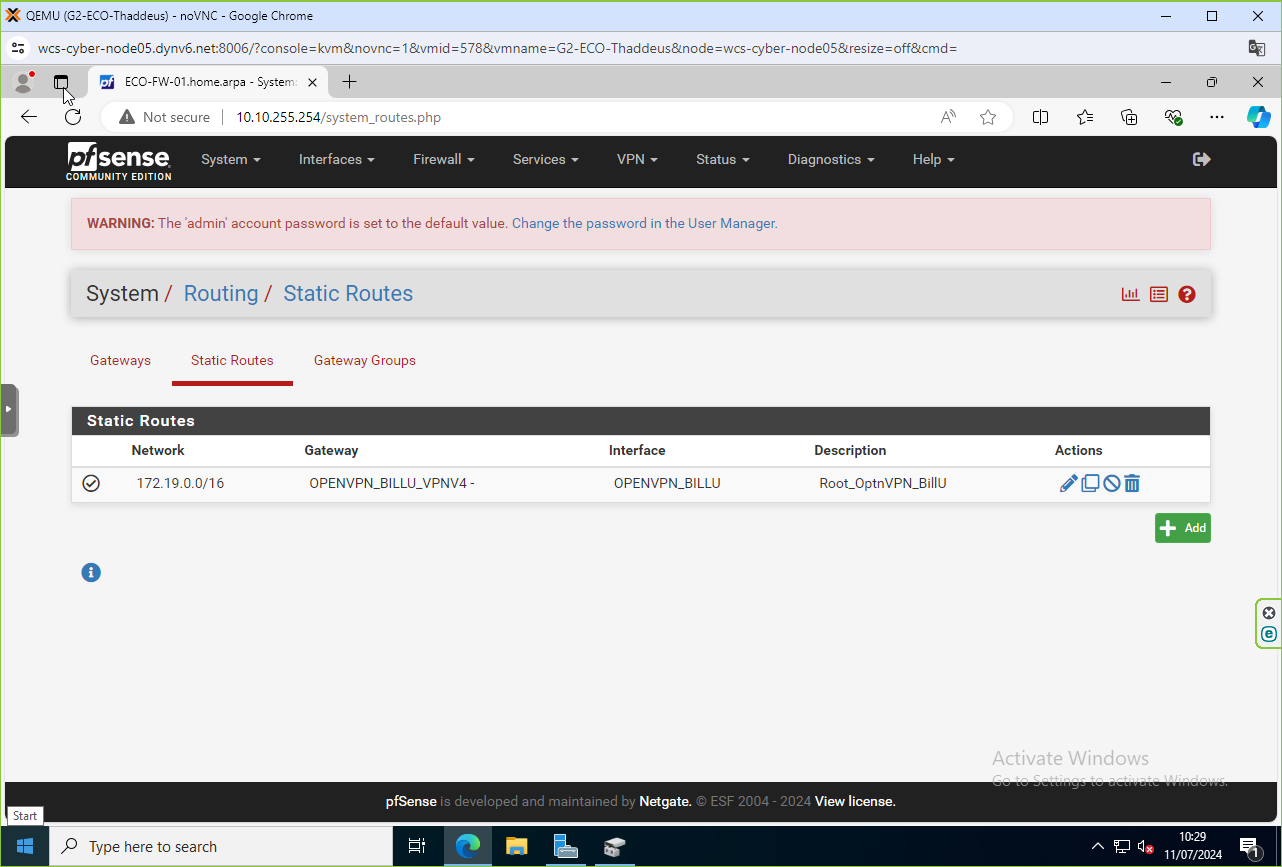 QEMU (G2-ECO-Thaddeus) - noVNC - Google Chrome
wcs-cyber-node05.dynv6.net:8006/?console=kvm&novnc=1&vmid=578&vmname=G2-ECO-Thaddeus&node=wcs-cyber-node05&resize=off&cmd=
ECO-FW-01.home.arpa - System:
Not secure 10.10.255.254/system_routes.php
pfsense
COMMUNITY EDITION
System Interfaces Firewall Services VPN Status Diagnostics Help
WARNING: The 'admin' account password is set to the default value. Change the password in the User Manager.
System / Routing / Static Routes
Gateways Static Routes Gateway Groups
Static Routes
Network Gateway Interface Description Actions
172.19.0.0/16 OPENVPN_BILLU_VPNV4 - OPENVPN_BILLU Root_OptnVPN_BillU
Add
Activate Windows
Go to Settings to activate Windows.
pfSense is developed and maintained by Netgate. © ESF 2004 - 2024 View license.
Start
Type here to search
10:29
11/07/2024
1